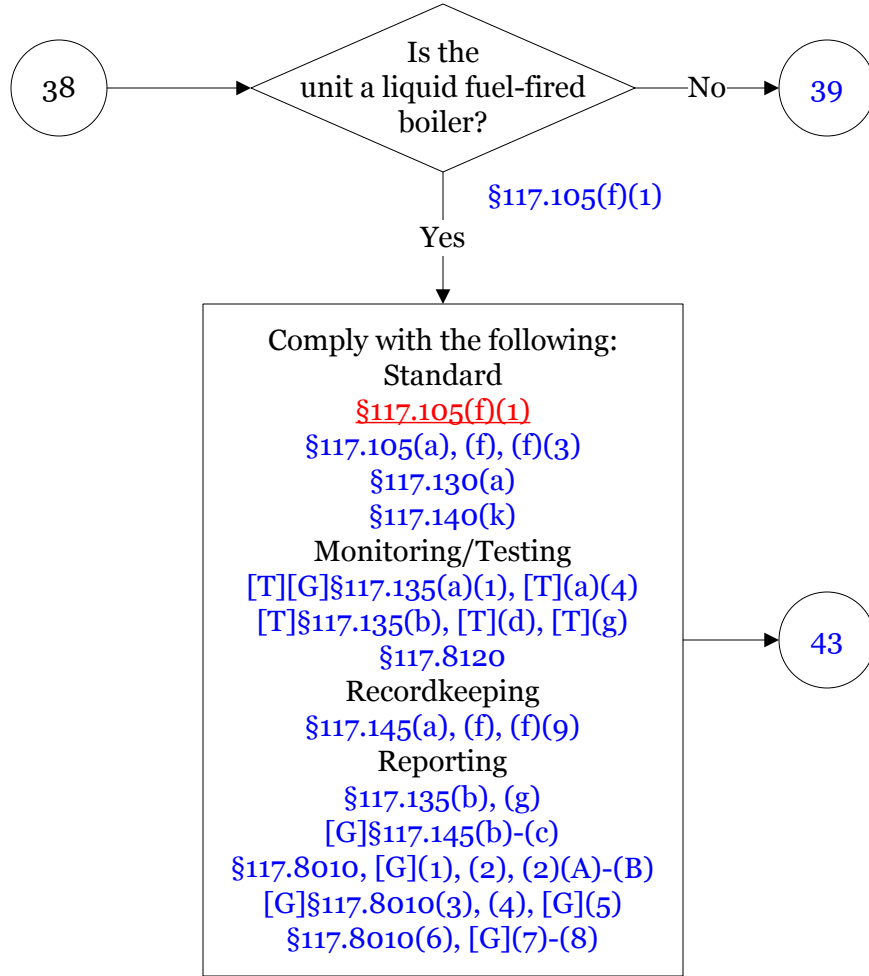 38
Is the
unit a liquid fuel-fired
boiler?
No
39
§117.105(f)(1)
Yes
Comply with the following:
Standard
§117.105(f)(1)
§117.105(a), (f), (f)(3)
§117.130(a)
§117.140(k)
Monitoring/Testing
[T][G]§117.135(a)(1), [T](a)(4)
[T]§117.135(b), [T](d), [T](g)
§117.8120
Recordkeeping
§117.145(a), (f), (f)(9)
Reporting
§117.135(b), (g)
[G]§117.145(b)-(c)
§117.8010, [G](1), (2), (2)(A)-(B)
[G]§117.8010(3), (4), [G](5)
§117.8010(6), [G](7)-(8)
43